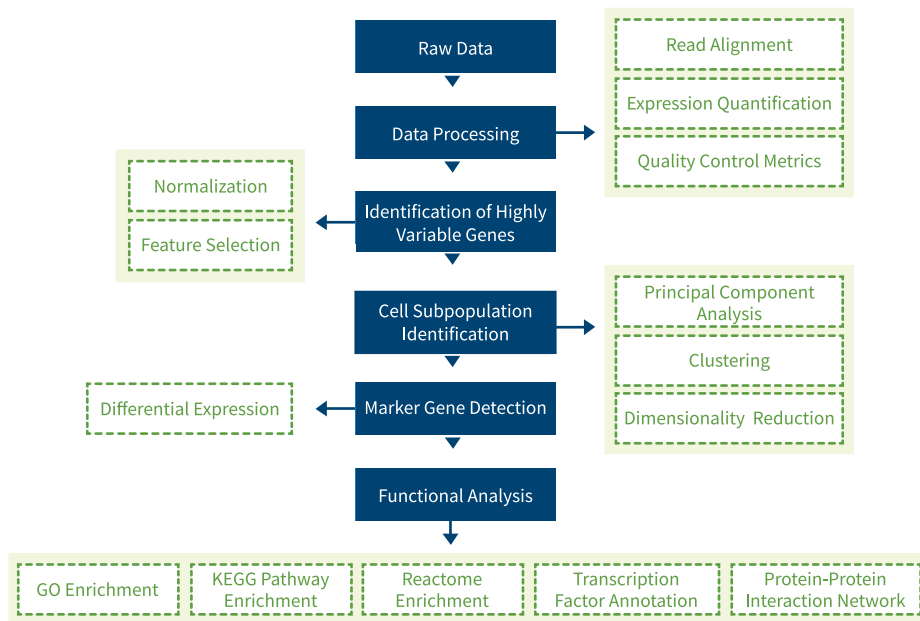 Raw Data
Read Alignment
Expression Quantification
Data Processing
Quality Control Metrics
Normalization
Identification of Highly
Variable Genes
Feature Selection
Cell Subpopulation
Identification
Principal Component
Analysis
Clustering
Dimensionality Reduction
Differential Expression
Marker Gene Detection
Functional Analysis
GO Enrichment
KEGG Pathway
Enrichment
Reactome
Enrichment
Transcription
Factor Annotation
Protein-Protein
Interaction Network